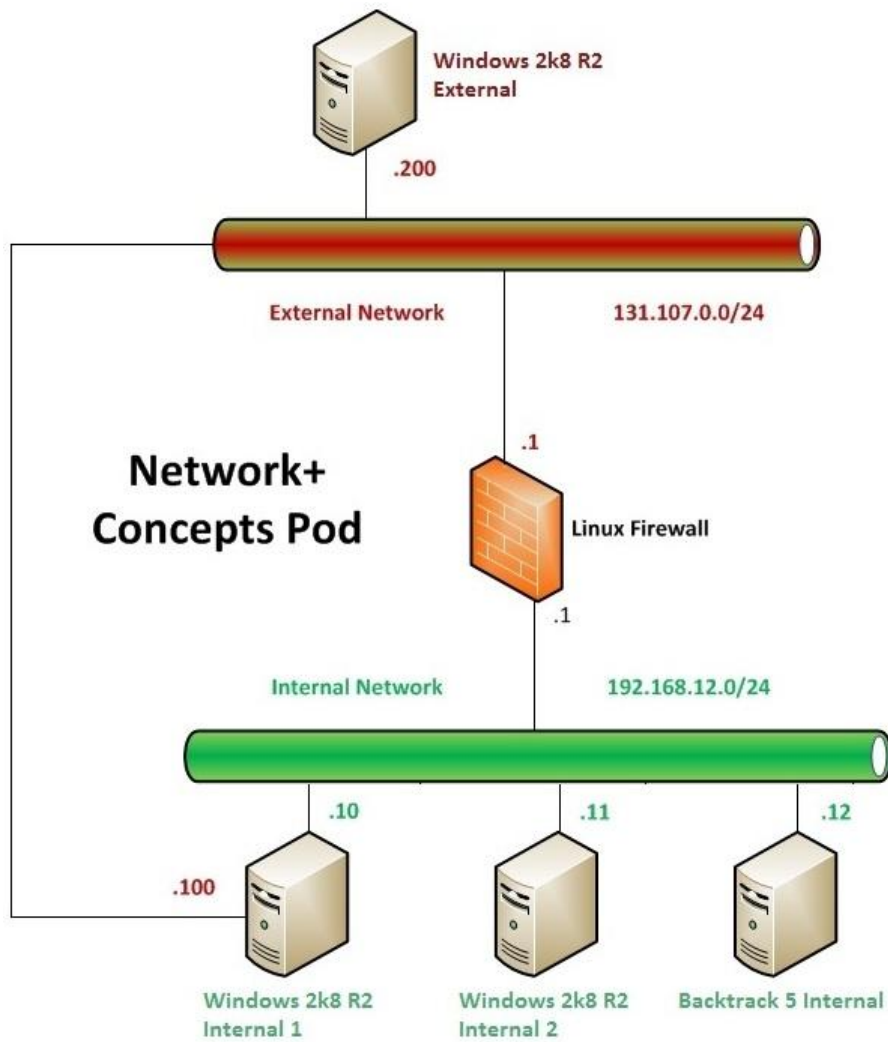 Windows 2k8 R2
External
.200
External Network
131.107.0.0/24
.1
Network+
Concepts Pod
Linux Firewall
.1
Internal Network
192.168.12.0/24
.10
.11
.12
.100
Windows 2k8 R2
Internal 1
Windows 2k8 R2
Internal 2
Backtrack 5 Internal